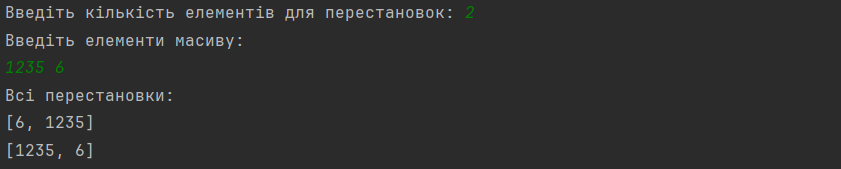 Введіть кількість елементів для перестановок: 2
Введіть елементи масиву:
1235 6
Всі перестановки:
[6, 1235]
[1235, 6]